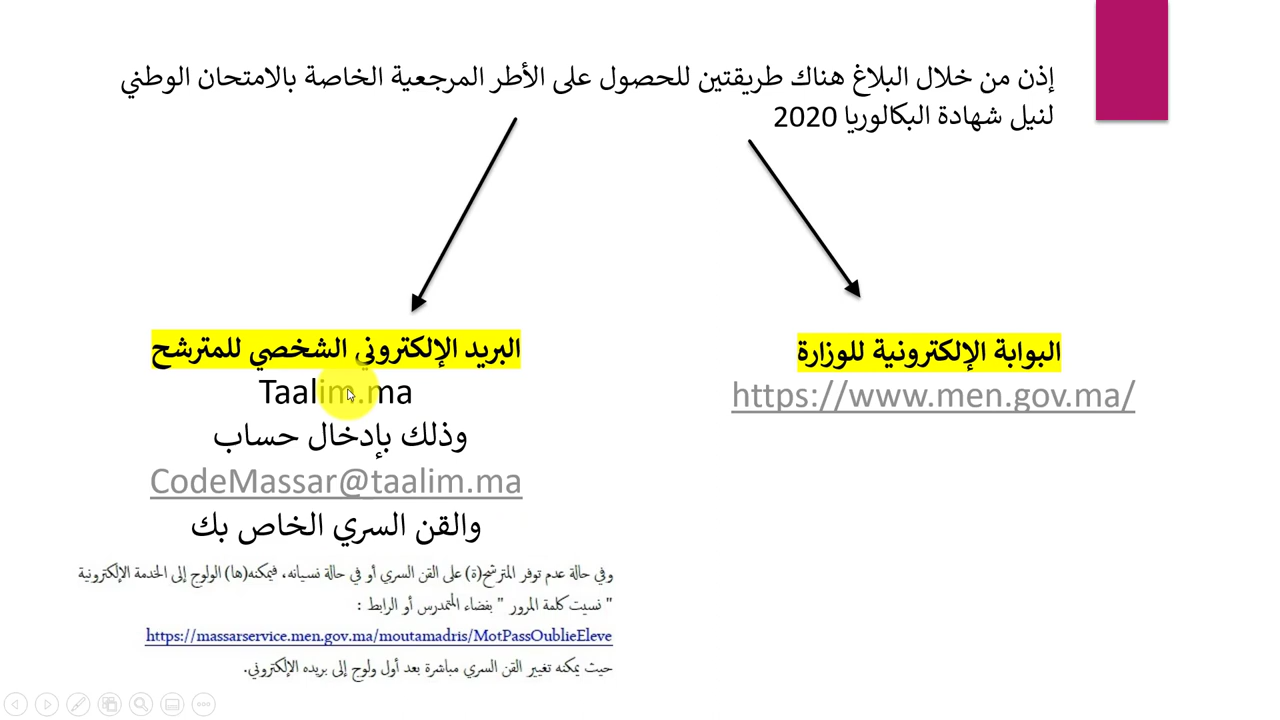 إذن من خلال البلاغ هناك طريقتين للحصول على الأطر المرجعية الخاصة بالامتحان الوطني
لنيل شهادة البكالوريا 2020
البوابة الإلكترونية للوزارة
https://www.men.gov.ma/
البريد الإلكتروني الشخصي للمترشح
Taalim.ma
وذلك بإدخال حساب
CodeMassar@taalim.ma
والقن السري الخاص بك
وفي حالة عدم توفر المترشح(ة) على القن السري أو في حالة نسيانه، فيمكنه(ها) الولوج إلى الخدمة الإلكترونية
" نسيت كلمة المرور " بفضاء المتمدرس أو الرابط :
https://massarservice.men.gov.ma/moutamadris/MotPassOublieEleve
حيث يمكنه تغيير القن السري مباشرة بعد أول ولوج إلى بريده الإلكتروني.